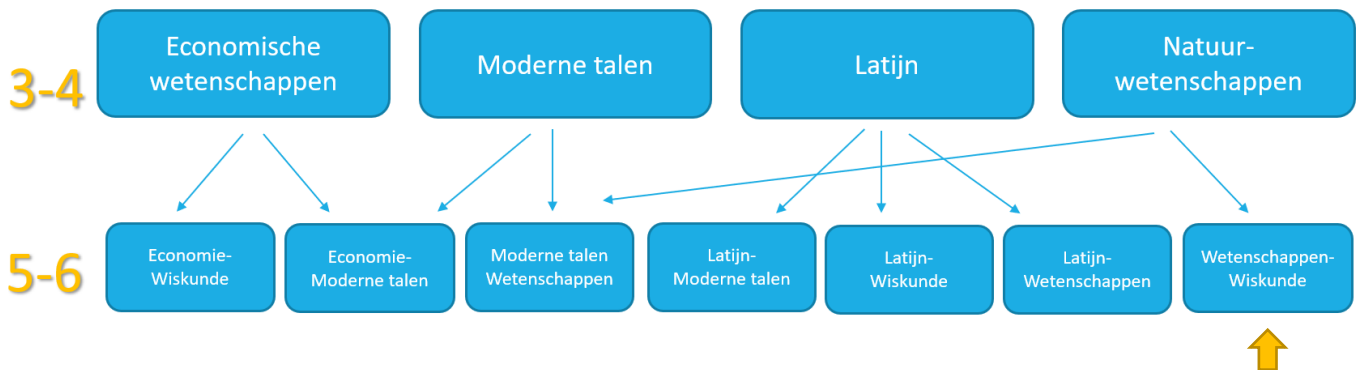 3-4
Economische
wetenschappen
Moderne talen
Latijn
Natuur-
wetenschappen
5-6
Economie-
Wiskunde
Economie-
Moderne talen
Moderne talen
Wetenschappen
Latijn-
Moderne talen
Latijn-
Wiskunde
Latijn-
Wetenschappen
Wetenschappen-
Wiskunde